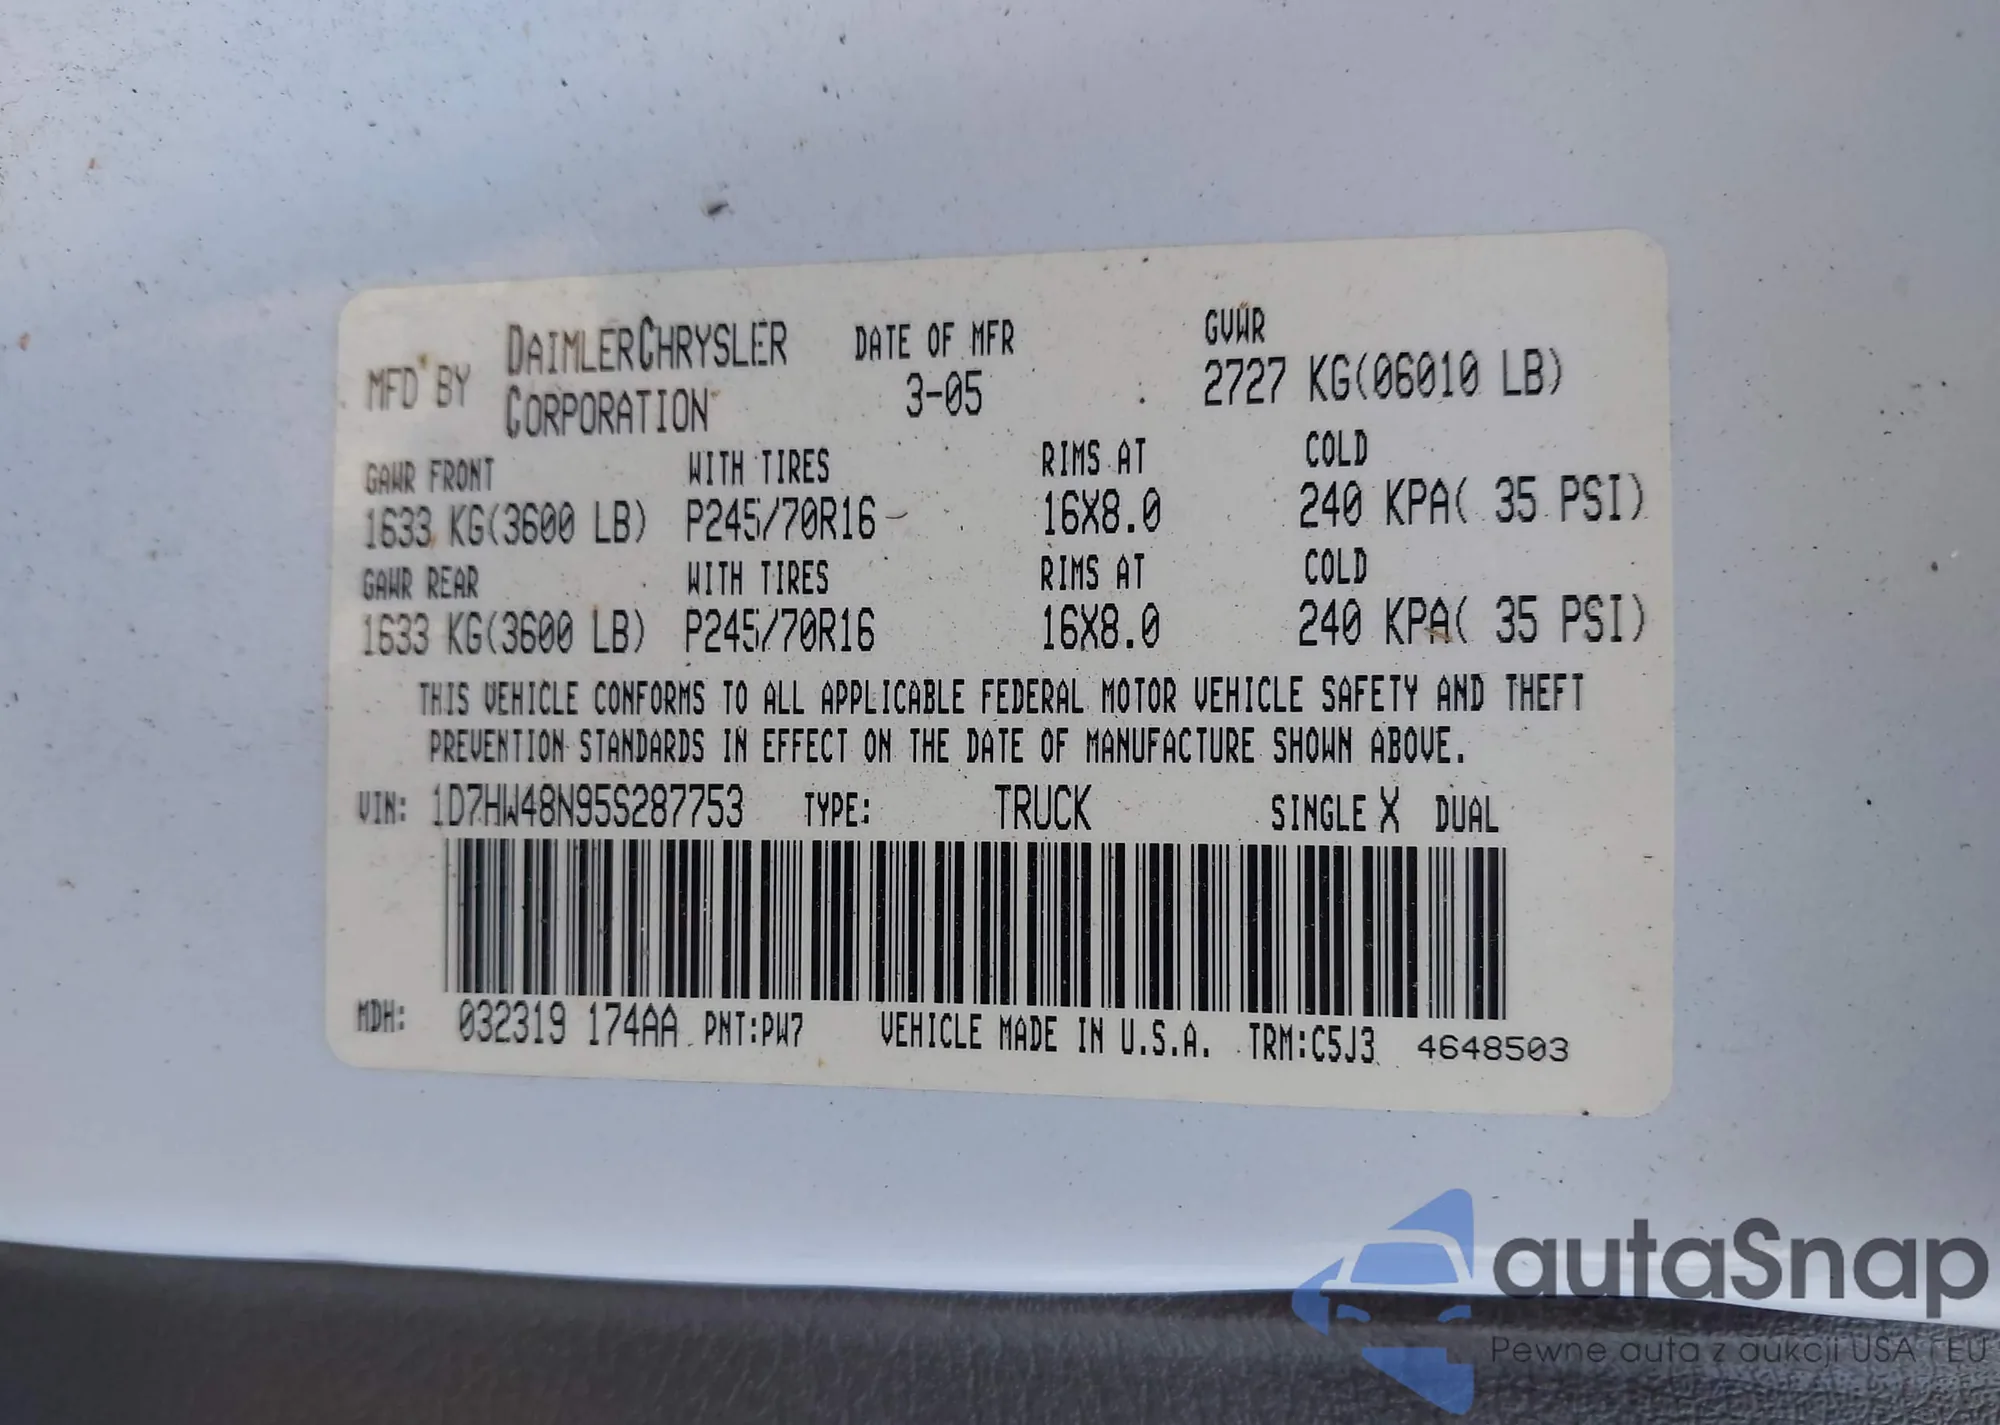 MFD BY DAIMLERCHRYSLER CORPORATION DATE OF MFR 3-05 GVWR 2727 KG(06010 LB)
GAWR FRONT WITH TIRES RIMS AT COLD
1633 KG(3600 LB) P245/70R16 16X8.0 240 KPA( 35 PSI)
GAWR REAR WITH TIRES RIMS AT COLD
1633 KG(3600 LB) P245/70R16 16X8.0 240 KPA( 35 PSI)
THIS VEHICLE CONFORMS TO ALL APPLICABLE FEDERAL MOTOR VEHICLE SAFETY AND THEFT
PREVENTION STANDARDS IN EFFECT ON THE DATE OF MANUFACTURE SHOWN ABOVE.
VIN: 1D7HW48N95S287753 TYPE: TRUCK SINGLE X DUAL
MDH: 032319 174AA PNT:PW7 VEHICLE MADE IN U.S.A. TRM:C5J3 4648503
autaSnap
Pewne auta z aukcji USA i EU